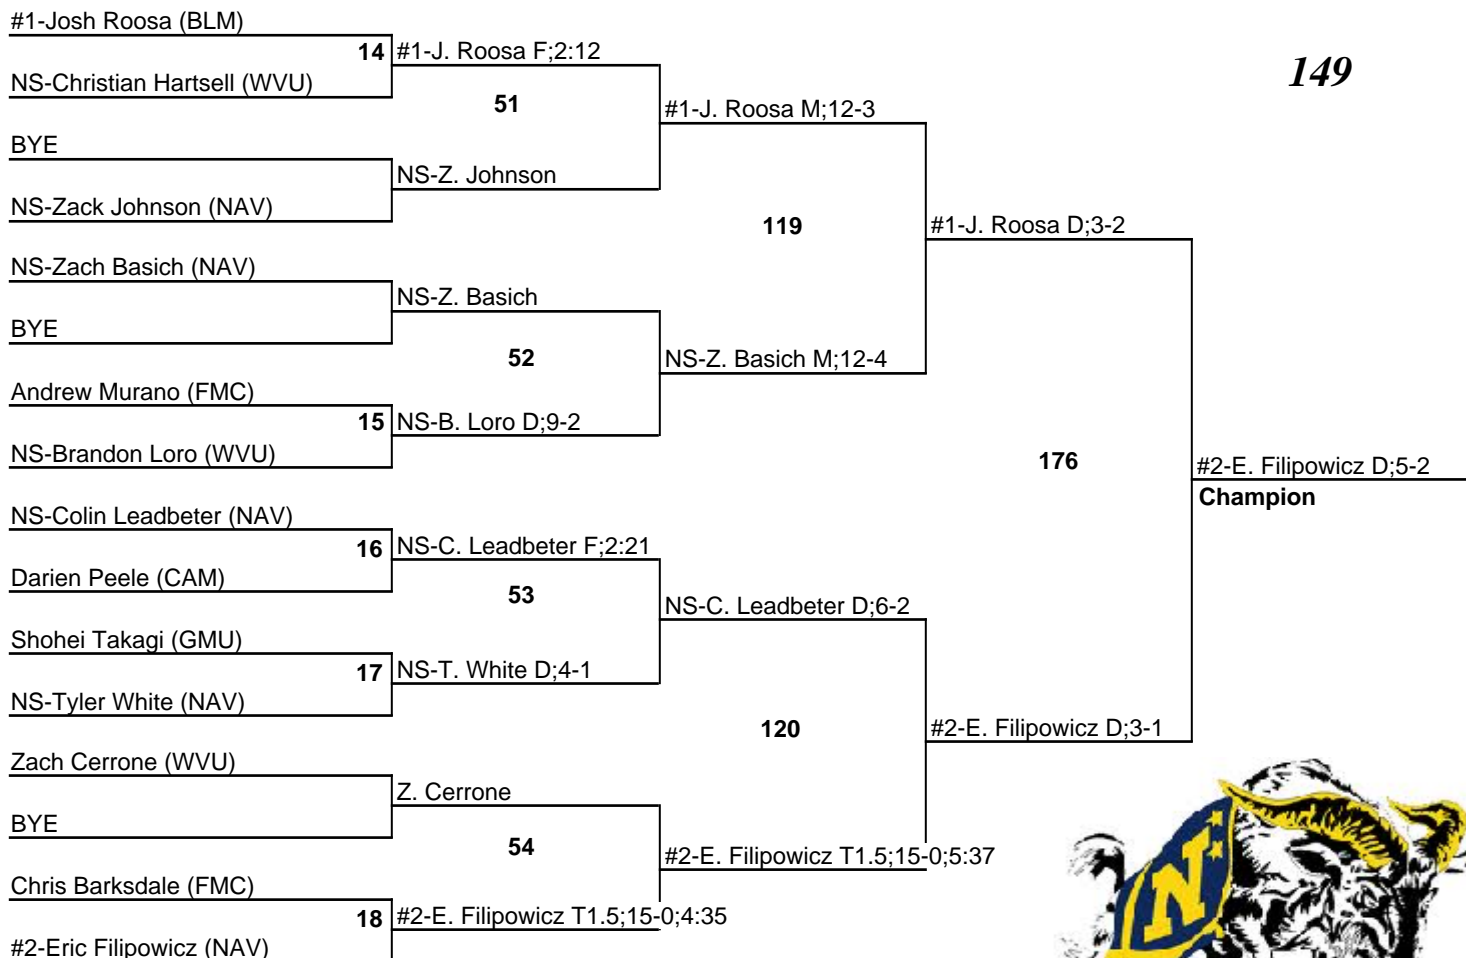 #1-Josh Roosa (BLM)
14 #1-J. Roosa F;2:12
149
NS-Christian Hartsell (WVU)
51
#1-J. Roosa M;12-3
BYE
NS-Z. Johnson
NS-Zack Johnson (NAV)
119
#1-J. Roosa D;3-2
NS-Zach Basich (NAV)
NS-Z. Basich
BYE
52
NS-Z. Basich M;12-4
Andrew Murano (FMC)
15 NS-B. Loro D;9-2
NS-Brandon Loro (WVU)
176
#2-E. Filipowicz D;5-2
Champion
NS-Colin Leadbeter (NAV)
16 NS-C. Leadbeter F;2:21
Darien Peele (CAM)
53
NS-C. Leadbeter D;6-2
Shohei Takagi (GMU)
17 NS-T. White D;4-1
NS-Tyler White (NAV)
120
#2-E. Filipowicz D;3-1
Zach Cerrone (WVU)
Z. Cerrone
BYE
54
#2-E. Filipowicz T1.5;15-0;5:37
Chris Barksdale (FMC)
18 #2-E. Filipowicz T1.5;15-0;4:35
#2-Eric Filipowicz (NAV)
N